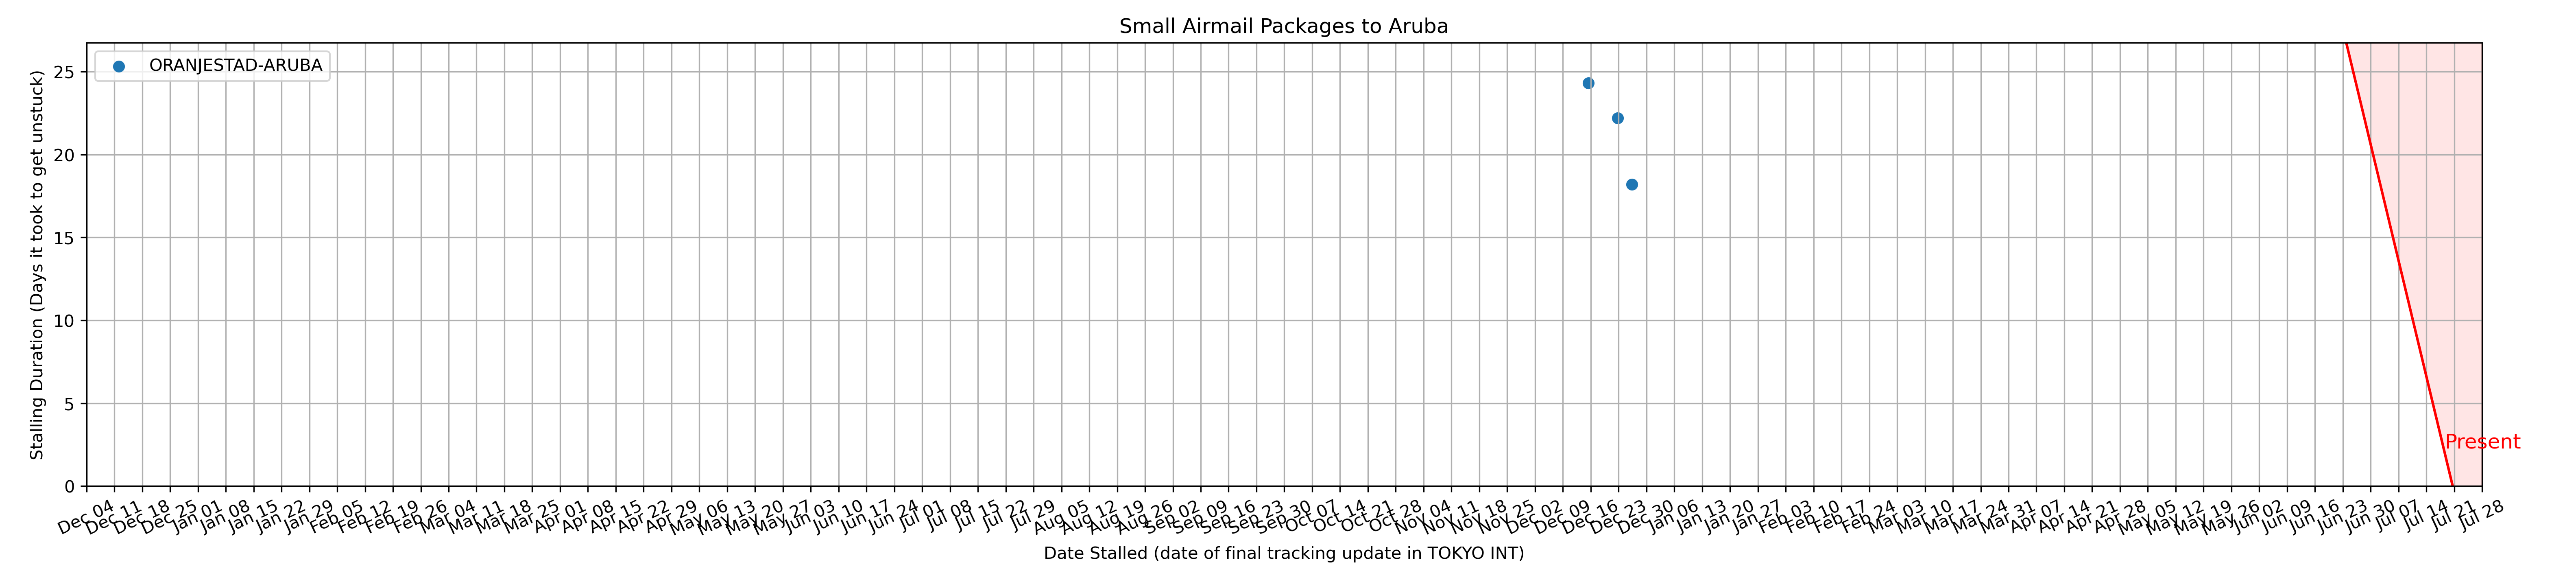 Small Airmail Packages to Aruba
ORANJESTAD-ARUBA
Stalling Duration (Days it took to get unstuck)
25
20
15
10
5
0
Present
Dec 04
Dec 11
Dec 18
Dec 25
Jan 01
Jan 08
Jan 15
Jan 22
Jan 29
Feb 05
Feb 12
Feb 19
Feb 26
Mar 04
Mar 11
Mar 18
Mar 25
Apr 01
Apr 08
Apr 15
Apr 22
Apr 29
May 06
May 13
May 20
May 27
Jun 03
Jun 10
Jun 17
Jun 24
Jul 01
Jul 08
Jul 15
Jul 22
Jul 29
Aug 05
Aug 12
Aug 19
Aug 26
Sep 02
Sep 09
Sep 16
Sep 23
Sep 30
Oct 07
Oct 14
Oct 21
Oct 28
Nov 04
Nov 11
Nov 18
Nov 25
Dec 02
Dec 09
Dec 16
Dec 23
Dec 30
Jan 06
Jan 13
Jan 20
Jan 27
Feb 03
Feb 10
Feb 17
Feb 24
Mar 03
Mar 10
Mar 17
Mar 24
Mar 31
Apr 07
Apr 14
Apr 21
Apr 28
May 05
May 12
May 19
May 26
Jun 02
Jun 09
Jun 16
Jun 23
Jun 30
Jul 07
Jul 14
Jul 21
Jul 28
Date Stalled (date of final tracking update in TOKYO INT)